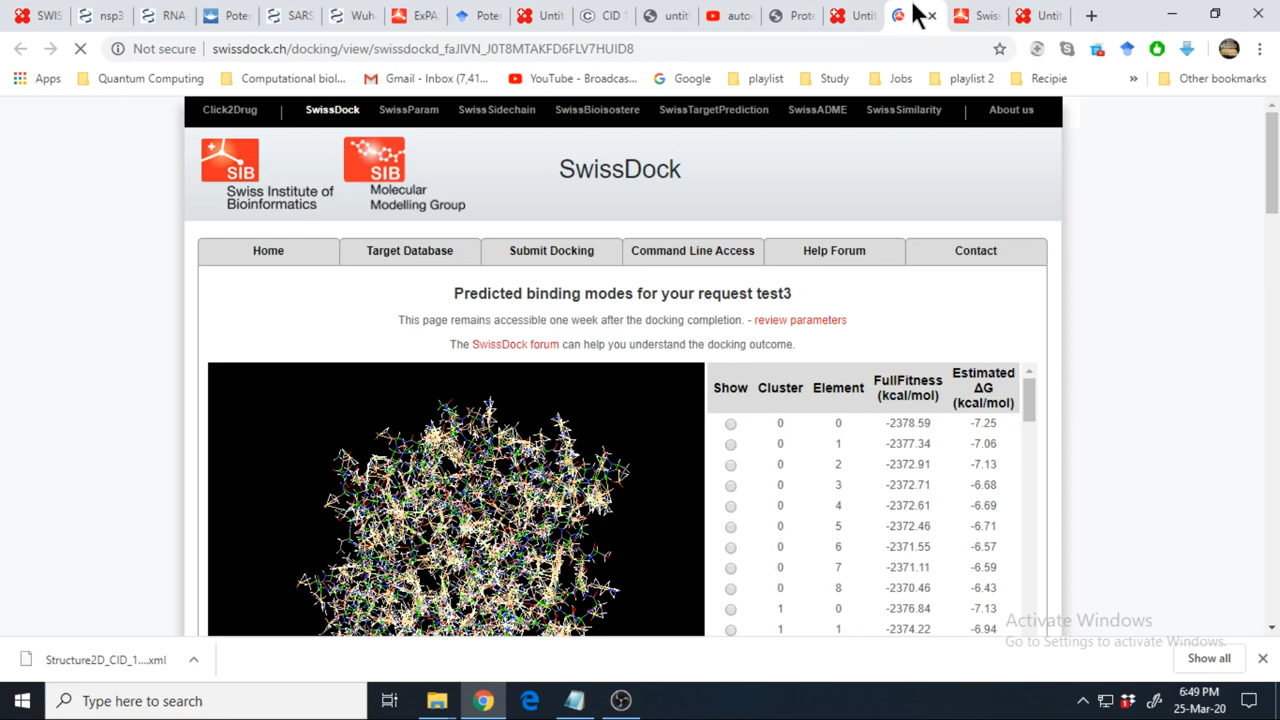 SWIS
nsp3
RNA-
Poter
SARS
Wuh
ExPA
Poter
Untit
CID 1
untit
auto
Prote
Untit
Swiss
Untit
Not secure
swissdock.ch/docking/view/swissdockd_faJIVN_J0T8MTAKFD6FLV7HUID8
Apps
Quantum Computing
Computational biol...
Gmail - Inbox (7,41...
YouTube - Broadcas...
Google
playlist
Study
Jobs
playlist 2
Recipie
»
Other bookmarks
Click2Drug | SwissDock SwissParam SwissSidechain SwissBioisostere SwissTargetPrediction SwissADME SwissSimilarity | About us
SIB
Swiss Institute of
Bioinformatics
SIB
Molecular
Modelling Group
SwissDock
Home Target Database Submit Docking Command Line Access Help Forum Contact
Predicted binding modes for your request test3
This page remains accessible one week after the docking completion. - review parameters
The SwissDock forum can help you understand the docking outcome.
Show Cluster Element FullFitness (kcal/mol) Estimated ΔG (kcal/mol)
0 0 -2378.59 -7.25
0 1 -2377.34 -7.06
0 2 -2372.91 -7.13
0 3 -2372.71 -6.68
0 4 -2372.61 -6.69
0 5 -2372.46 -6.71
0 6 -2371.55 -6.57
0 7 -2371.11 -6.59
0 8 -2370.46 -6.43
1 0 -2376.84 -7.13
1 1 -2374.22 -6.94
Activate Windows
Go to Settings to activate Windows.
Structure2D_CID_1....xml
Show all
Type here to search
6:49 PM
25-Mar-20